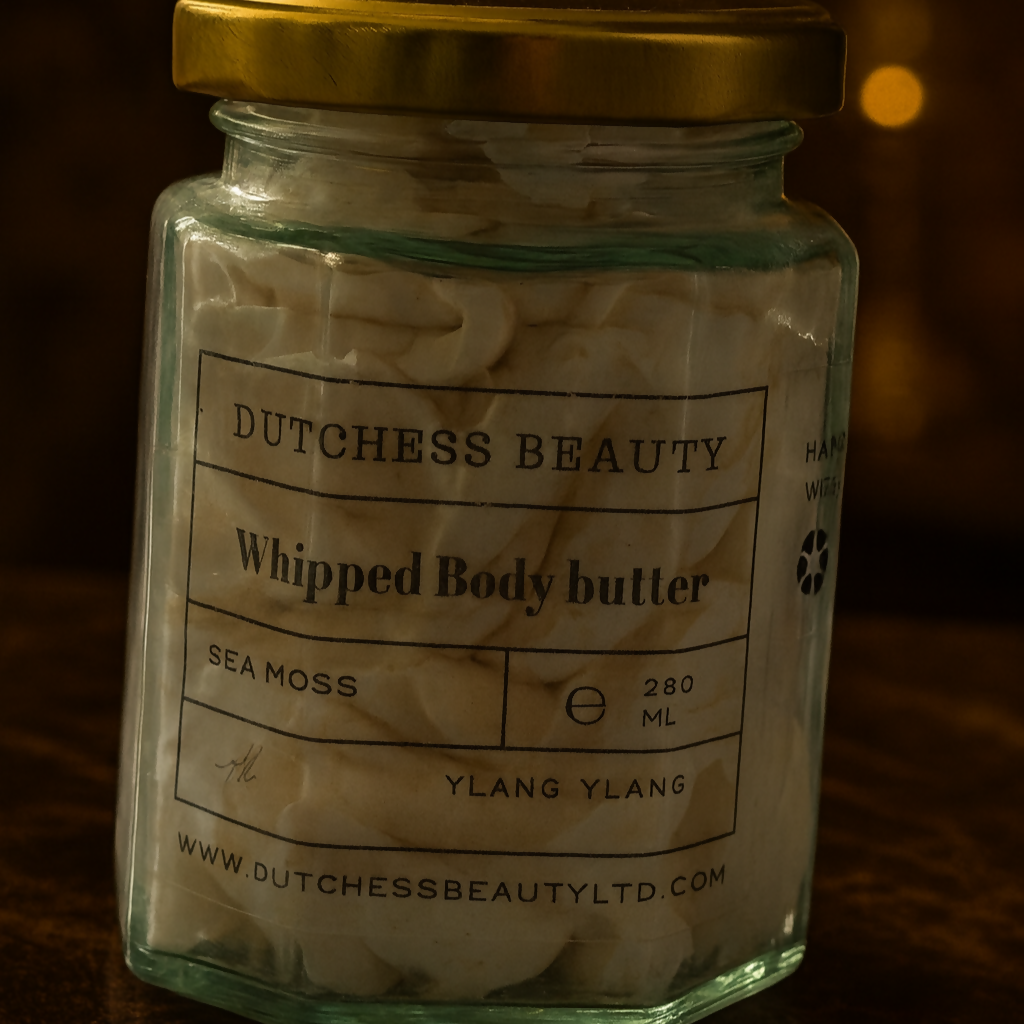 DUTCHESS BEAUTY
Whipped Body butter
SEA MOSS
℮ 280
ML
YLANG YLANG
WWW.DUTCHESSBEAUTYLTD.COM